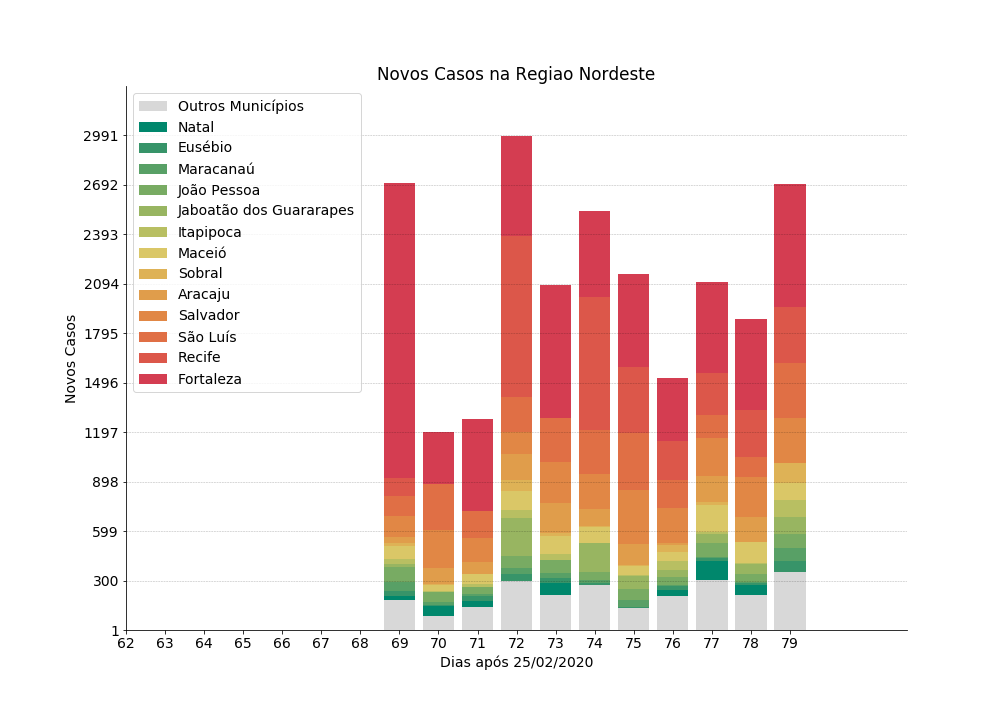 Novos Casos na Regiao Nordeste
Outros Municípios
Natal
Eusébio
Maracanaú
João Pessoa
Jaboatão dos Guararapes
Itapipoca
Maceió
Sobral
Aracaju
Salvador
São Luís
Recife
Fortaleza
Novos Casos
2991
2692
2393
2094
1795
1496
1197
898
599
300
1
62 63 64 65 66 67 68 69 70 71 72 73 74 75 76 77 78 79
Dias após 25/02/2020